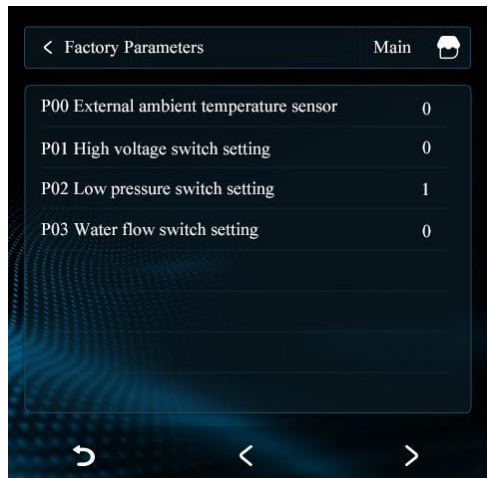 Factory Parameters Main
P00 External ambient temperature sensor 0
P01 High voltage switch setting 0
P02 Low pressure switch setting 1
P03 Water flow switch setting 0